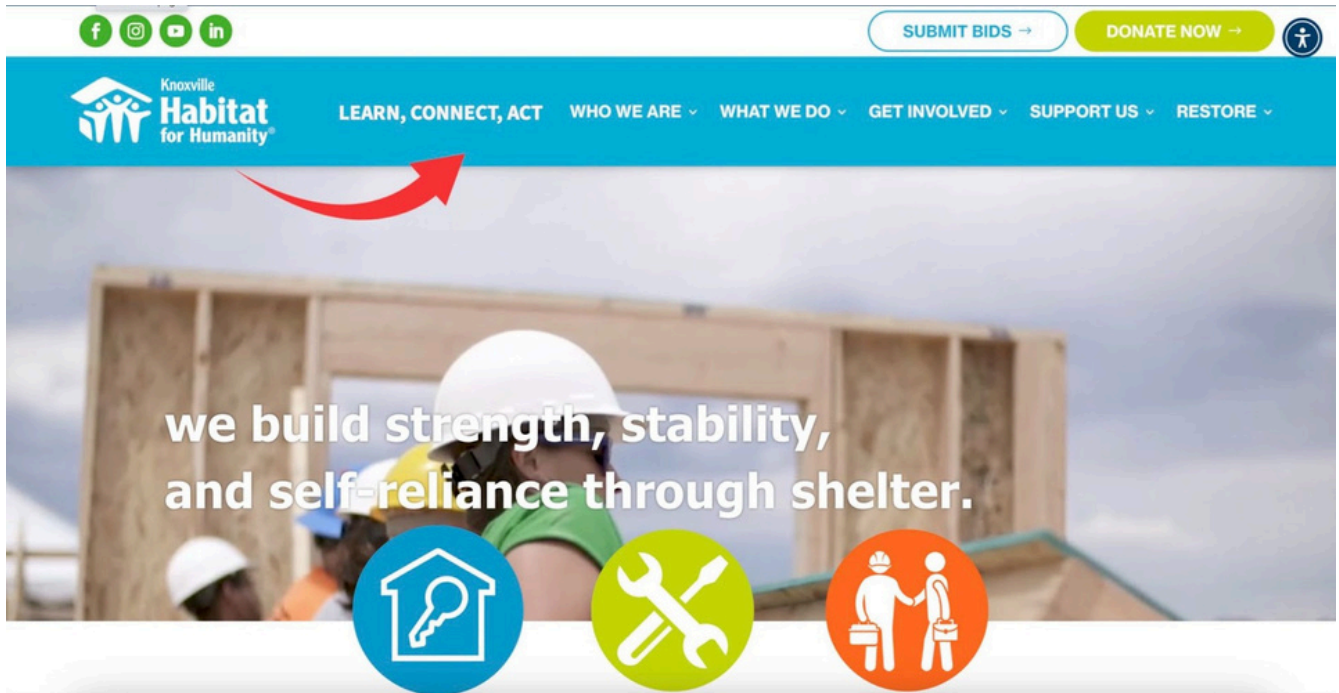 SUBMIT BIDS →
DONATE NOW →
Knoxville
Habitat
for Humanity®
LEARN, CONNECT, ACT
WHO WE ARE
WHAT WE DO
GET INVOLVED
SUPPORT US
RESTORE
we build strength, stability,
and self-reliance through shelter.